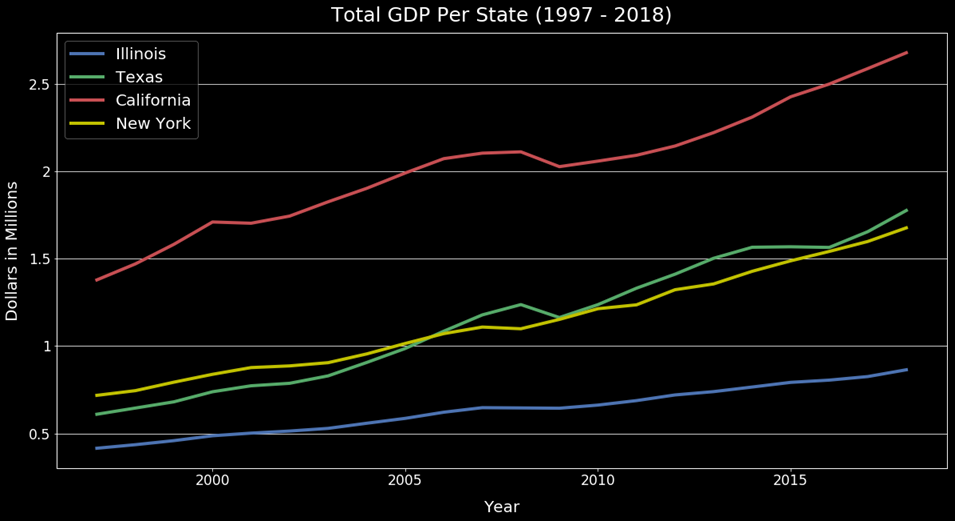 Total GDP Per State (1997 - 2018)
Illinois
Texas
California
New York
2.5
2
1.5
1
0.5
Dollars in Millions
2000
2005
2010
2015
Year